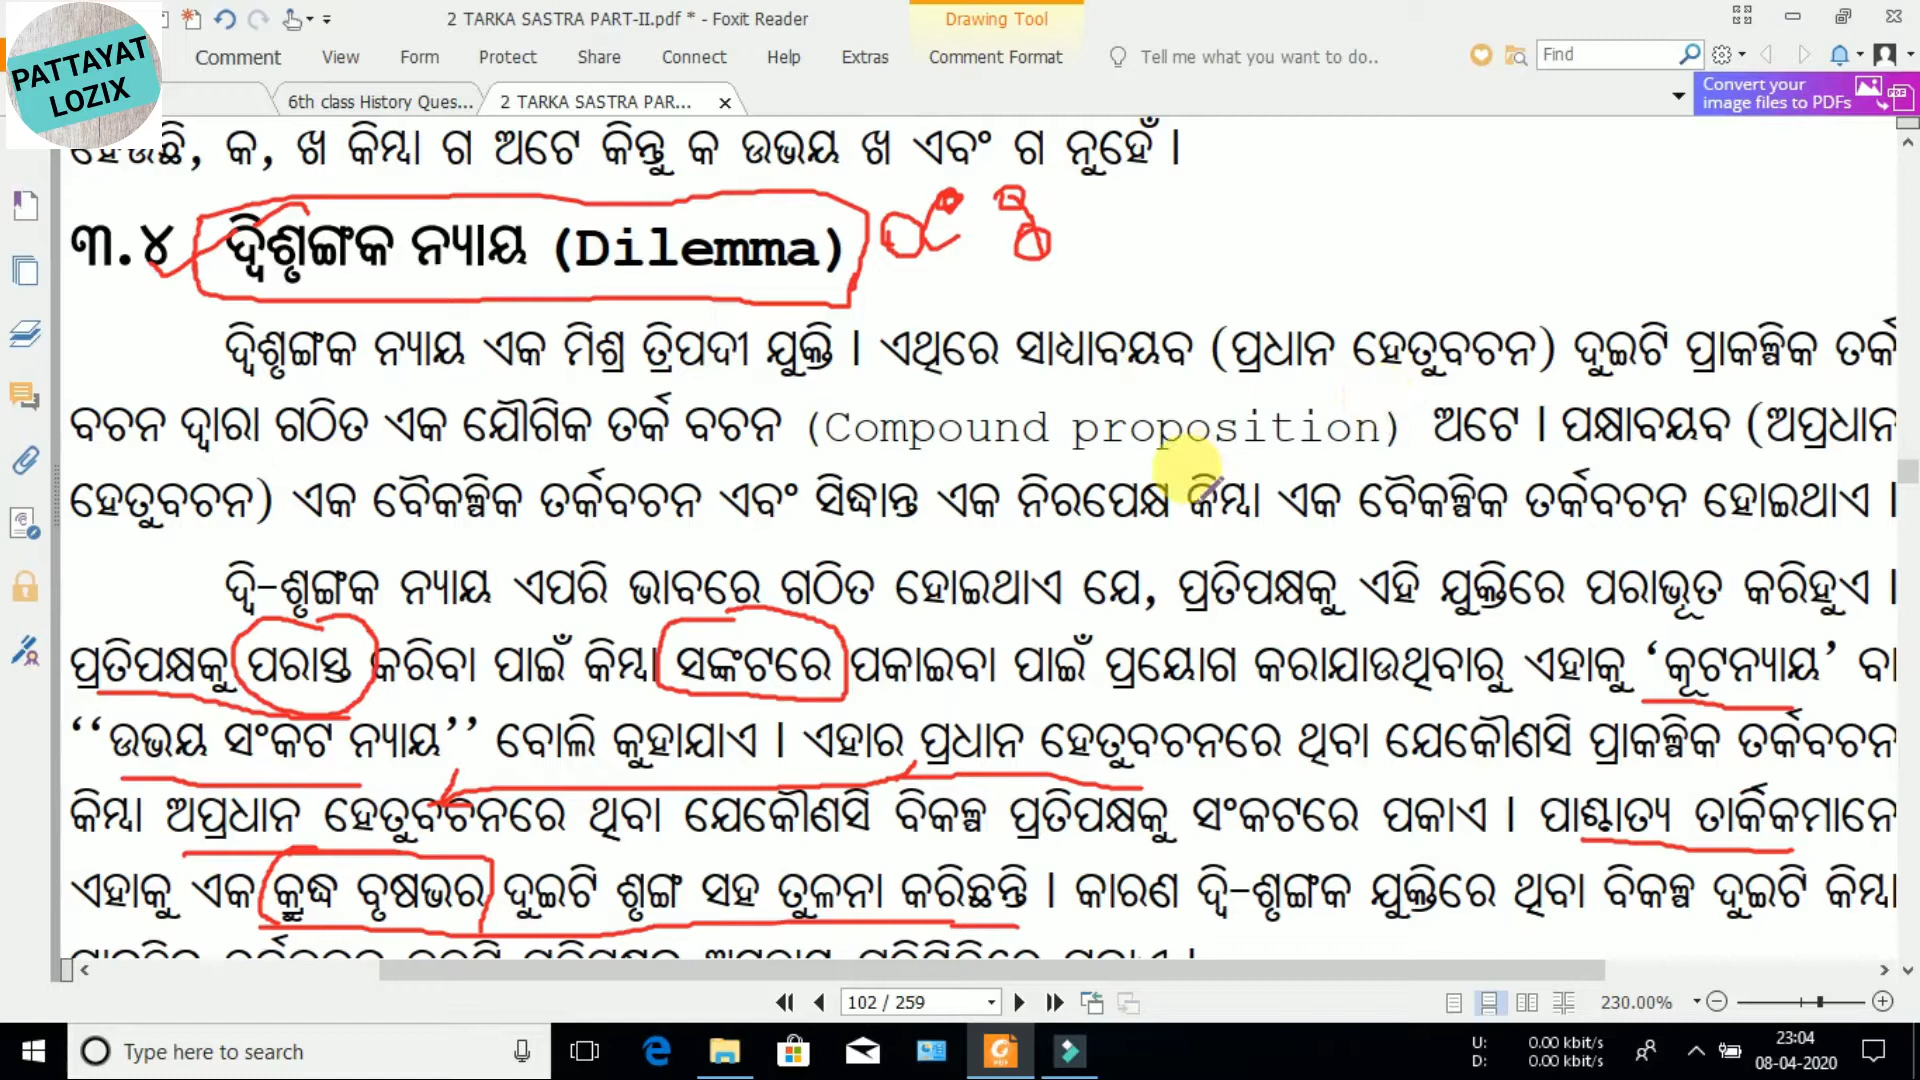 PATTAYAT
LOZIX
2 TARKA SASTRA PART-II.pdf * - Foxit Reader
Drawing Tool
Comment View Form Protect Share Connect Help Extras Comment Format Tell me what you want to do.. Find
6th class History Ques... 2 TARKA SASTRA PAR...
Convert your
image files to PDFs
ହେଉଛି, କ, ଖ କିମ୍ବା ଗ ଅଟେ କିନ୍ତୁ କ ଉଭୟ ଖ ଏବଂ ଗ ନୁହେଁ ।
୩.୪ ଦ୍ୱିଶୃଙ୍ଗକ ନ୍ୟାୟ (Dilemma)
ଦ୍ୱିଶୃଙ୍ଗକ ନ୍ୟାୟ ଏକ ମିଶ୍ର ତ୍ରିପଦୀ ଯୁକ୍ତି । ଏଥିରେ ସାଧ୍ୟାବୟବ (ପ୍ରଧାନ ହେତୁବଚନ) ଦୁଇଟି ପ୍ରାକଳ୍ପିକ ତର୍କ
ବଚନ ଦ୍ୱାରା ଗଠିତ ଏକ ଯୌଗିକ ତର୍କ ବଚନ (Compound proposition) ଅଟେ । ପକ୍ଷାବୟବ (ଅପ୍ରଧାନ
ହେତୁବଚନ) ଏକ ବୈକଳ୍ପିକ ତର୍କବଚନ ଏବଂ ସିଦ୍ଧାନ୍ତ ଏକ ନିରପେକ୍ଷ କିମ୍ବା ଏକ ବୈକଳ୍ପିକ ତର୍କବଚନ ହୋଇଥାଏ ।
ଦ୍ୱି-ଶୃଙ୍ଗକ ନ୍ୟାୟ ଏପରି ଭାବରେ ଗଠିତ ହୋଇଥାଏ ଯେ, ପ୍ରତିପକ୍ଷକୁ ଏହି ଯୁକ୍ତିରେ ପରାଭୂତ କରିହୁଏ ।
ପ୍ରତିପକ୍ଷକୁ ପରାସ୍ତ କରିବା ପାଇଁ କିମ୍ବା ସଙ୍କଟରେ ପକାଇବା ପାଇଁ ପ୍ରୟୋଗ କରାଯାଉଥିବାରୁ ଏହାକୁ ‘କୂଟନ୍ୟାୟ’ ବା
‘‘ଉଭୟ ସଂକଟ ନ୍ୟାୟ’’ ବୋଲି କୁହାଯାଏ । ଏହାର ପ୍ରଧାନ ହେତୁବଚନରେ ଥିବା ଯେକୌଣସି ପ୍ରାକଳ୍ପିକ ତର୍କବଚନ
କିମ୍ବା ଅପ୍ରଧାନ ହେତୁବଚନରେ ଥିବା ଯେକୌଣସି ବିକଳ୍ପ ପ୍ରତିପକ୍ଷକୁ ସଂକଟରେ ପକାଏ । ପାଶ୍ଚାତ୍ୟ ତାର୍କିକମାନେ
ଏହାକୁ ଏକ କ୍ରୁଦ୍ଧ ବୃଷଭର ଦୁଇଟି ଶୃଙ୍ଗ ସହ ତୁଳନା କରିଛନ୍ତି । କାରଣ ଦ୍ୱି-ଶୃଙ୍ଗକ ଯୁକ୍ତିରେ ଥିବା ବିକଳ୍ପ ଦୁଇଟି କିମ୍ବା
102 / 259 230.00%
Type here to search
U: 0.00 kbit/s
D: 0.00 kbit/s
23:04
08-04-2020